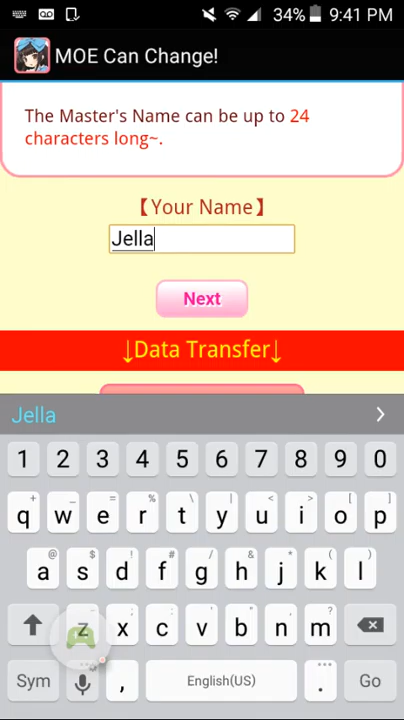 34% 9:41 PM
MOE Can Change!
The Master's Name can be up to 24
characters long~.
【Your Name】
Jella
Next
↓Data Transfer↓
Jella
1 2 3 4 5 6 7 8 9 0
+ _ = % \ | < > [ ]
q w e r t y u i o p
@ $ ! # / & * ( )
a s d f g h j k l
- ' " : ; , ?
z x c v b n m
Sym , English(US) . Go